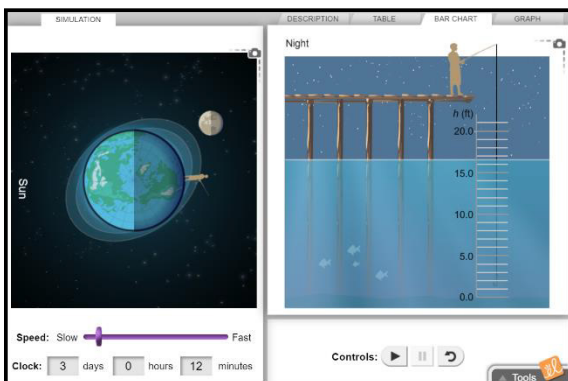 SIMULATION
DESCRIPTION
TABLE
BAR CHART
GRAPH
Night
Sun
h (ft)
20.0
15.0
10.0
5.0
0.0
Speed: Slow Fast
Clock: 3 days 0 hours 12 minutes
Controls:
Tools
el